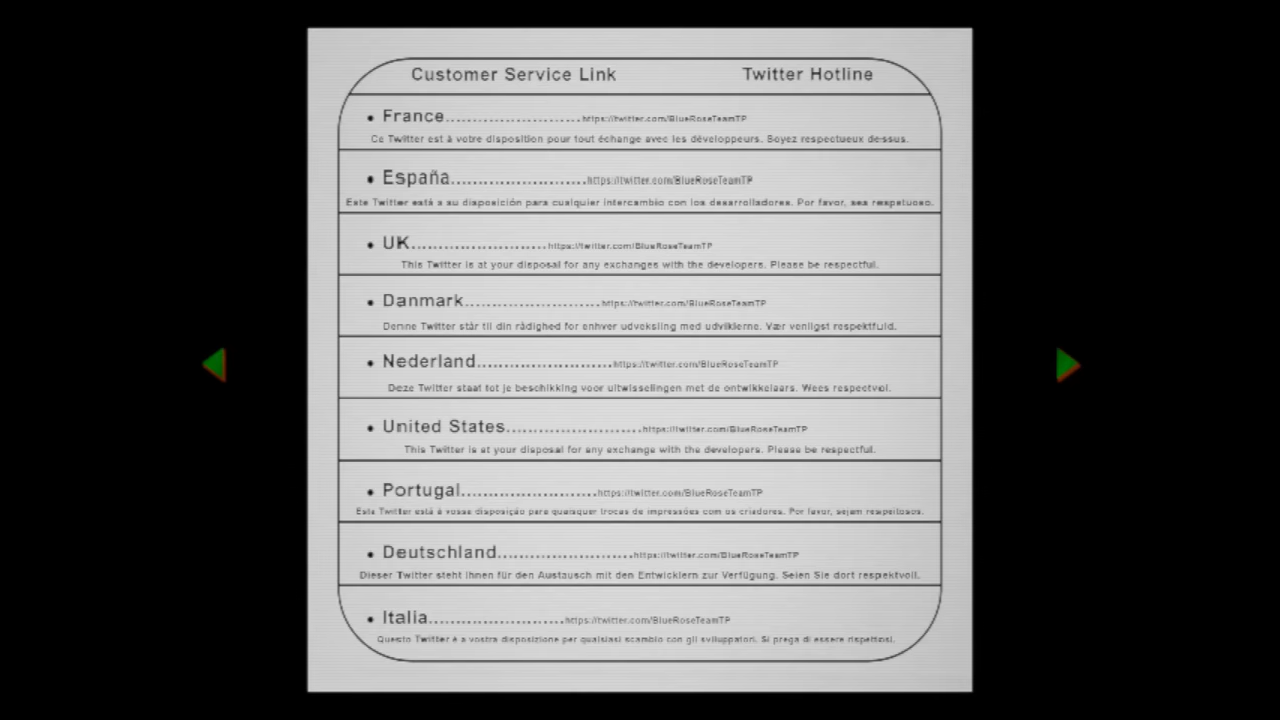 Customer Service Link Twitter Hotline
• France.........................https://twitter.com/BlueRoseTeamTP
Ce Twitter est à votre disposition pour tout échange avec les développeurs. Soyez respectueux dessus.
• España.........................https://twitter.com/BlueRoseTeamTP
Este Twitter está a su disposición para cualquier intercambio con los desarrolladores. Por favor, sea respetuoso.
• UK.........................https://twitter.com/BlueRoseTeamTP
This Twitter is at your disposal for any exchanges with the developers. Please be respectful.
• Danmark.........................https://twitter.com/BlueRoseTeamTP
Denne Twitter står til din rådighed for enhver udveksling med udviklerne. Vær venligst respektfuld.
• Nederland.........................https://twitter.com/BlueRoseTeamTP
Deze Twitter staat tot je beschikking voor uitwisselingen met de ontwikkelaars. Wees respectvol.
• United States.........................https://twitter.com/BlueRoseTeamTP
This Twitter is at your disposal for any exchange with the developers. Please be respectful.
• Portugal.........................https://twitter.com/BlueRoseTeamTP
Este Twitter está à vossa disposição para quaisquer trocas de impressões com os criadores. Por favor, sejam respeitosos.
• Deutschland.........................https://twitter.com/BlueRoseTeamTP
Dieser Twitter steht Ihnen für den Austausch mit den Entwicklern zur Verfügung. Seien Sie dort respektvoll.
• Italia.........................https://twitter.com/BlueRoseTeamTP
Questo Twitter è a vostra disposizione per qualsiasi scambio con gli sviluppatori. Si prega di essere rispettosi.